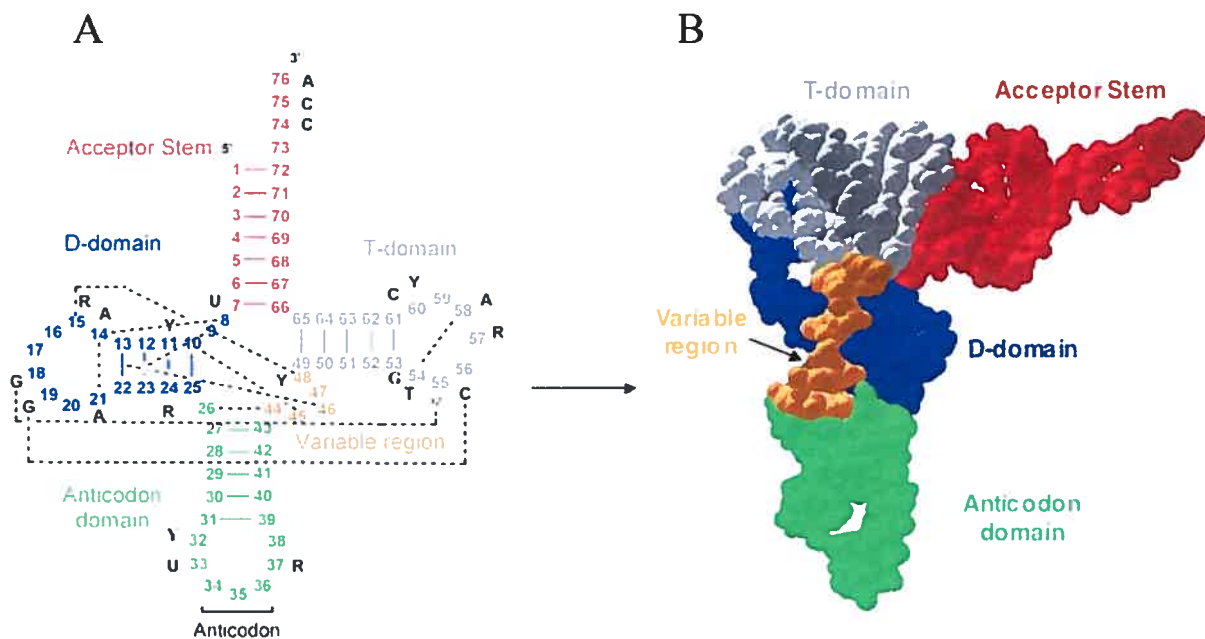 A
3'
76 A
75 C
74 C
73
Acceptor Stem 5'
1 72
2 71
3 70
4 69
5 68
6 67
7 66
D-domain
T-domain
R A U
15 14 8 9
16 13 12 11 10
Y
17
18
G
19
G
20 21 22 23 24 25
A R
26
65 64 63 62 61
49 50 51 52 53
C Y
60 59 58 A
57 R
56
54 55
G T C
Y 48
47
46
44 45
Variable region
27 43
28 42
29 41
30 40
31 39
Anticodon
domain
Y 32 38
U 33 37 R
34 35 36
Anticodon
B
T-domain
Acceptor Stem
Variable
region
D-domain
Anticodon
domain